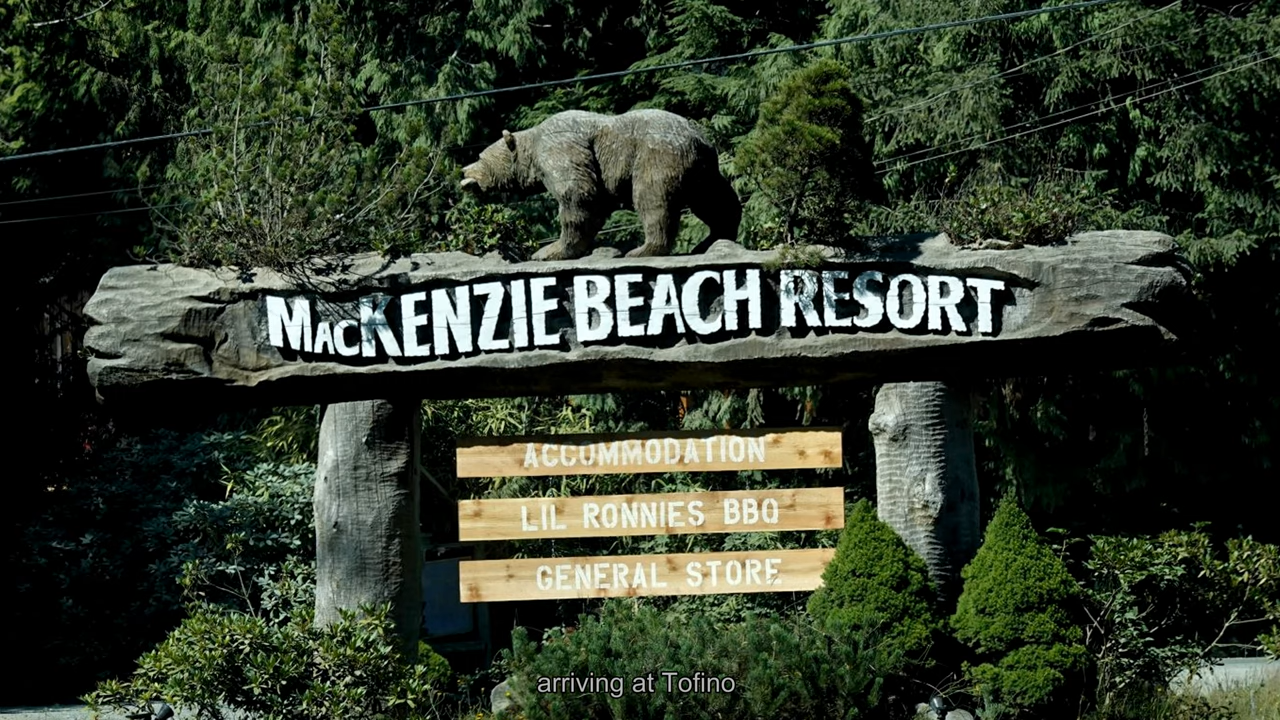 MACKENZIE BEACH RESORT
ACCOMMODATION
LIL RONNIES BBQ
GENERAL STORE
arriving at Tofino